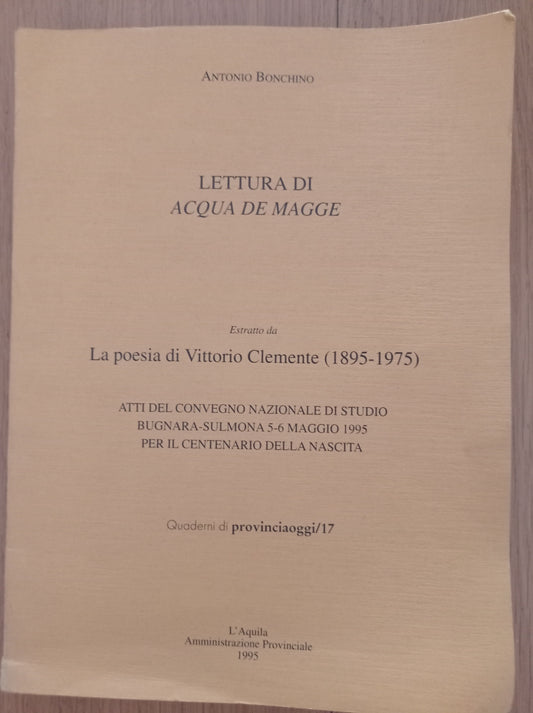 Antonio Bonchino
LETTURA DI
ACQUA DE MAGGE
Estratto da
La poesia di Vittorio Clemente (1895-1975)
ATTI DEL CONVEGNO NAZIONALE DI STUDIO
BUGNARA-SULMONA 5-6 MAGGIO 1995
PER IL CENTENARIO DELLA NASCITA
Quaderni di provinciaoggi/17
L'Aquila
Amministrazione Provinciale
1995